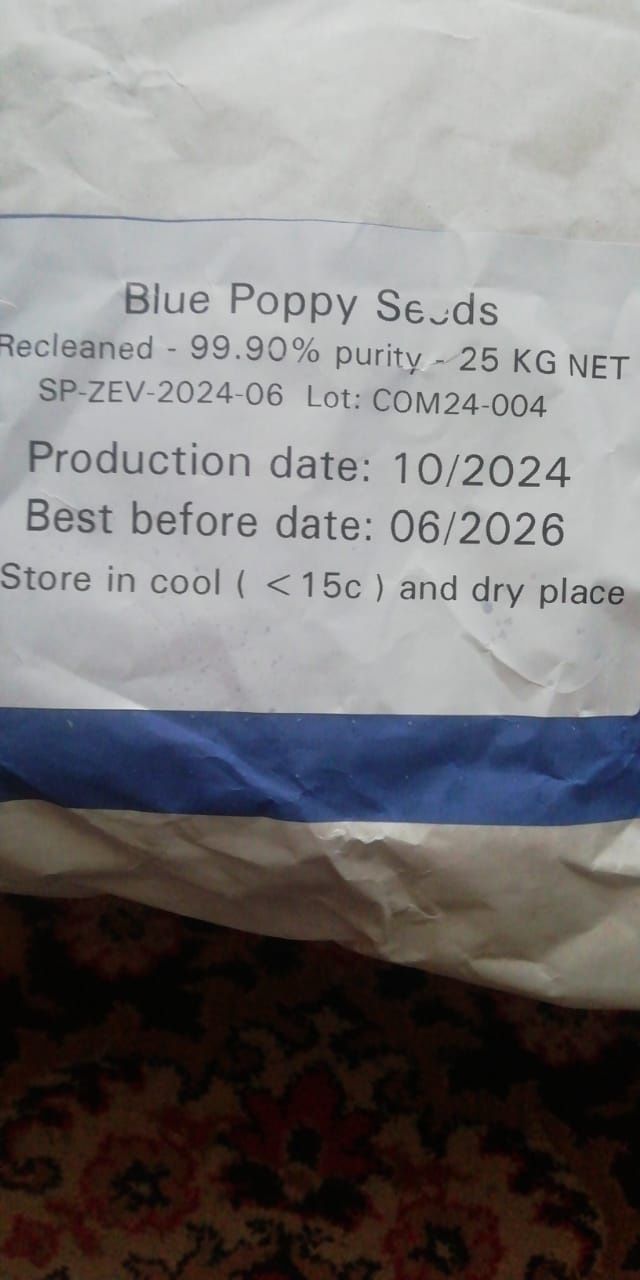 Blue Poppy Seeds
Recleaned - 99.90% purity - 25 KG NET
SP-ZEV-2024-06 Lot: COM24-004
Production date: 10/2024
Best before date: 06/2026
Store in cool ( <15c ) and dry place